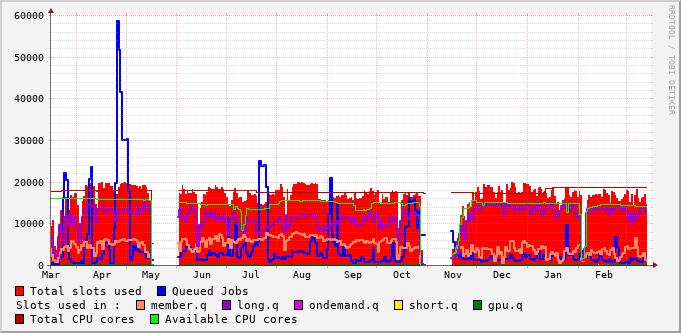 60000
50000
40000
30000
20000
10000
0
Mar Apr May Jun Jul Aug Sep Oct Nov Dec Jan Feb
RRDTOOL / TOBI OETIKER
Total slots used Queued Jobs
Slots used in : member.q long.q ondemand.q short.q gpu.q
Total CPU cores Available CPU cores